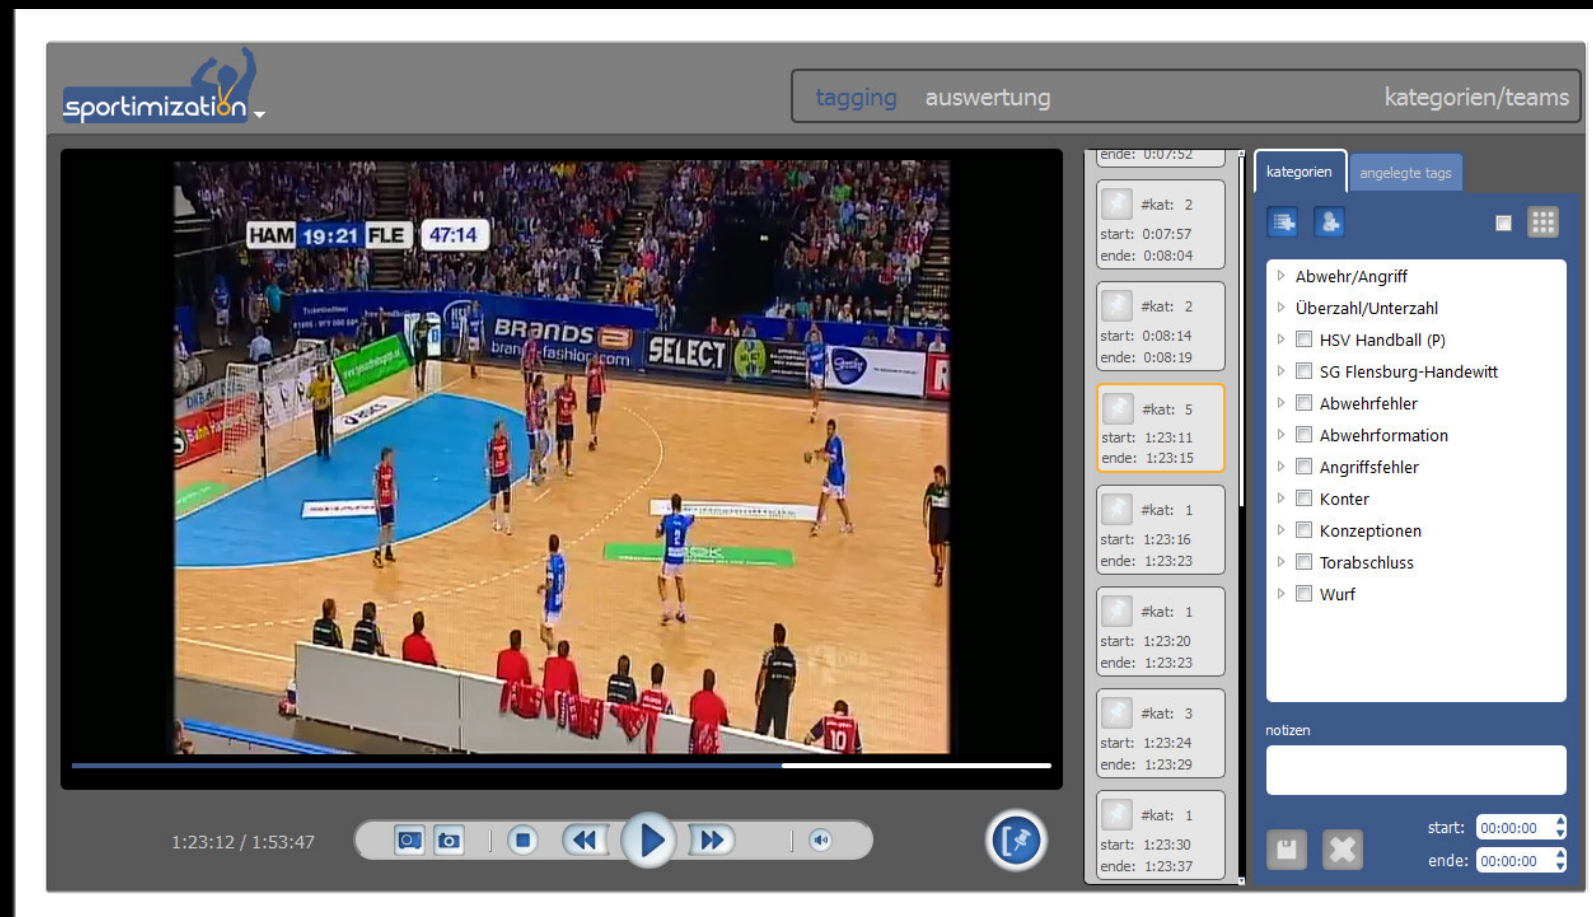 sportimization
tagging auswertung kategorien/teams
HAM 19:21 FLE 47:14
BRANDS
brands-fashion.com
SELECT
10
1:23:12 / 1:53:47
ende: 0:07:52
#kat: 2
start: 0:07:57
ende: 0:08:04
#kat: 2
start: 0:08:14
ende: 0:08:19
#kat: 5
start: 1:23:11
ende: 1:23:15
#kat: 1
start: 1:23:16
ende: 1:23:23
#kat: 1
start: 1:23:20
ende: 1:23:23
#kat: 3
start: 1:23:24
ende: 1:23:29
#kat: 1
start: 1:23:30
ende: 1:23:37
kategorien angelegte tags
Abwehr/Angriff
Überzahl/Unterzahl
HSV Handball (P)
SG Flensburg-Handewitt
Abwehrfehler
Abwehrformation
Angriffsfehler
Konter
Konzeptionen
Torabschluss
Wurf
notizen
start: 00:00:00
ende: 00:00:00